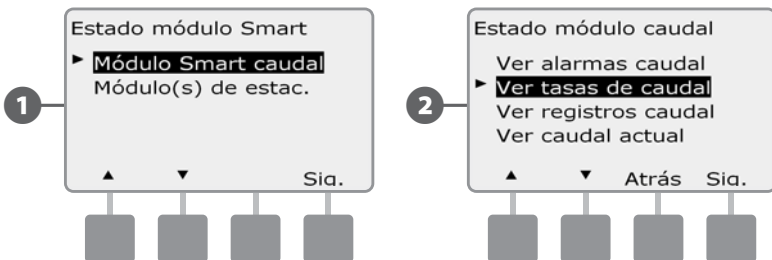 1
Estado módulo Smart
Módulo Smart caudal
Módulo(s) de estac.
Sig.
2
Estado módulo caudal
Ver alarmas caudal
Ver tasas de caudal
Ver registros caudal
Ver caudal actual
Atrás Sig.